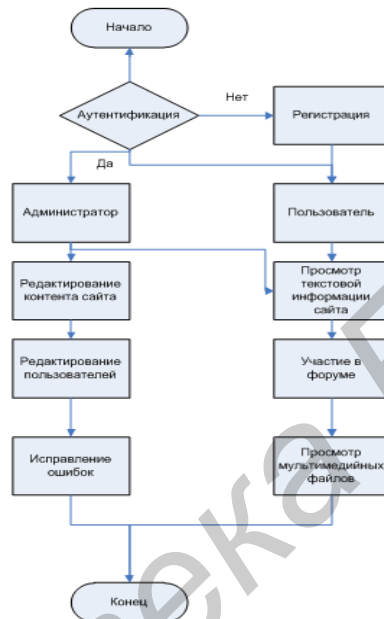 Начало
Аутентификация
Нет
Регистрация
Да
Администратор
Пользователь
Редактирование
контента сайта
Просмотр
текстовой
информации
сайта
Редактирование
пользователей
Участие в
форуме
Исправление
ошибок
Просмотр
мультимедийных
файлов
Конец